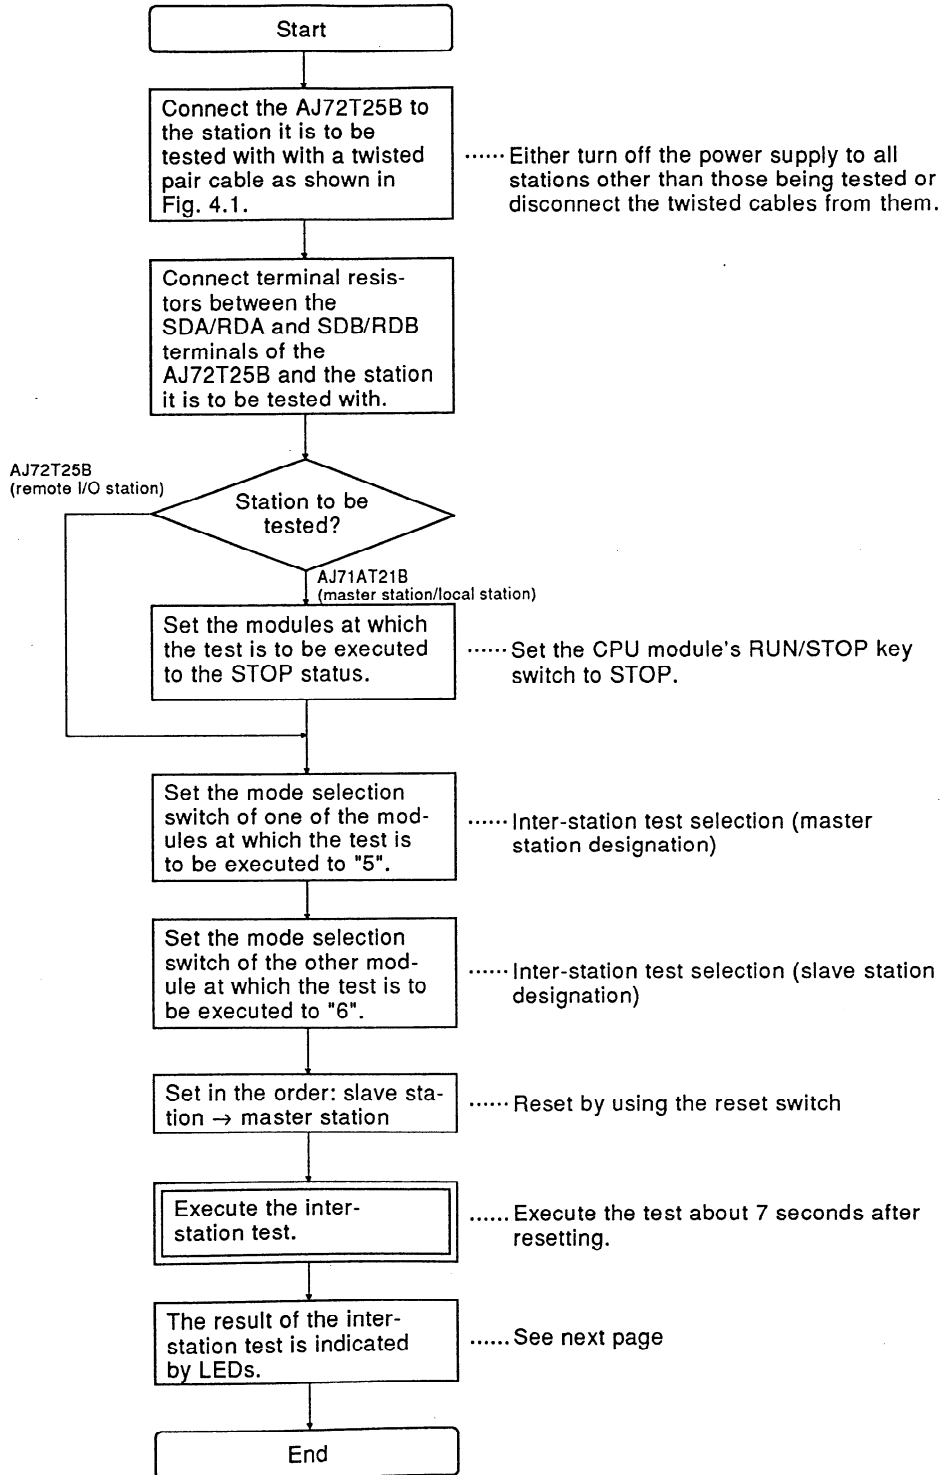 Start
Connect the AJ72T25B to
the station it is to be
tested with with a twisted
pair cable as shown in
Fig. 4.1.
...... Either turn off the power supply to all
stations other than those being tested or
disconnect the twisted cables from them.
Connect terminal resis-
tors between the
SDA/RDA and SDB/RDB
terminals of the
AJ72T25B and the station
it is to be tested with.
AJ72T25B
(remote I/O station)
Station to be
tested?
AJ71AT21B
(master station/local station)
Set the modules at which
the test is to be executed
to the STOP status.
...... Set the CPU module's RUN/STOP key
switch to STOP.
Set the mode selection
switch of one of the mod-
ules at which the test is
to be executed to "5".
...... Inter-station test selection (master
station designation)
Set the mode selection
switch of the other mod-
ule at which the test is to
be executed to "6".
...... Inter-station test selection (slave station
designation)
Set in the order: slave sta-
tion → master station
...... Reset by using the reset switch
Execute the inter-
station test.
...... Execute the test about 7 seconds after
resetting.
The result of the inter-
station test is indicated
by LEDs.
...... See next page
End